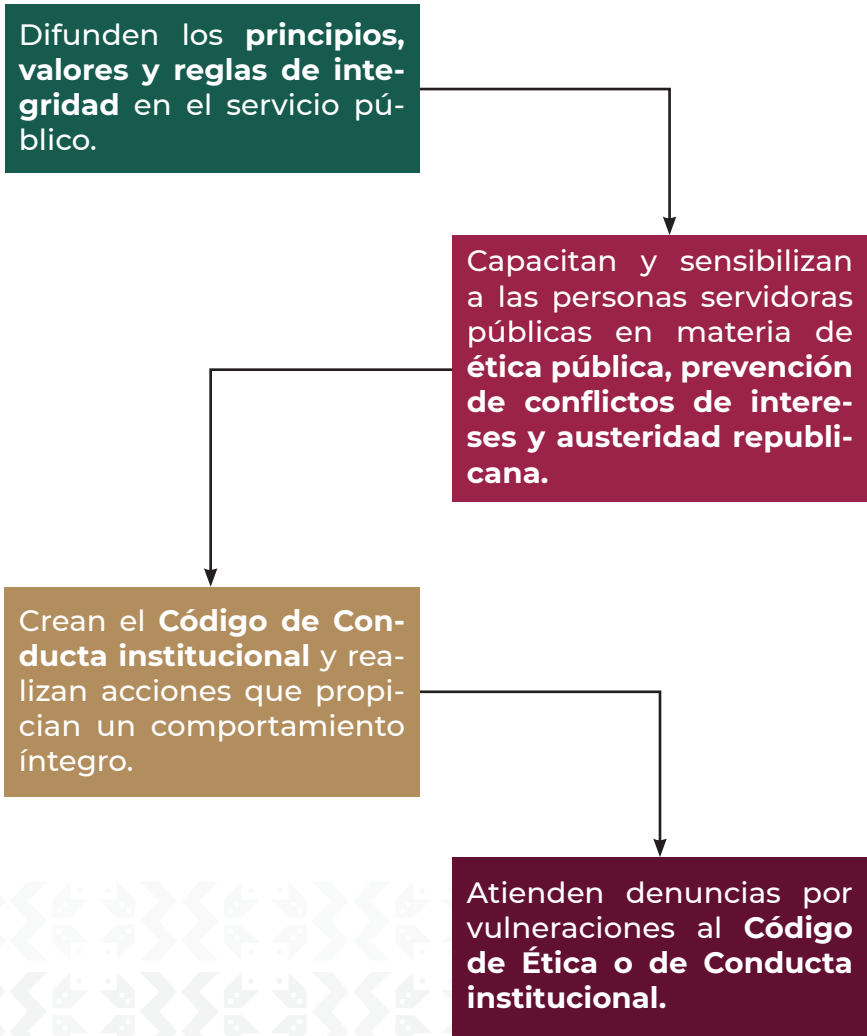 Difunden los principios,
valores y reglas de inte-
gridad en el servicio pú-
blico.
Capacitan y sensibilizan
a las personas servidoras
públicas en materia de
ética pública, prevención
de conflictos de intere-
ses y austeridad republi-
cana.
Crean el Código de Con-
ducta institucional y rea-
lizan acciones que propi-
cian un comportamiento
íntegro.
Atienden denuncias por
vulneraciones al Código
de Ética o de Conducta
institucional.